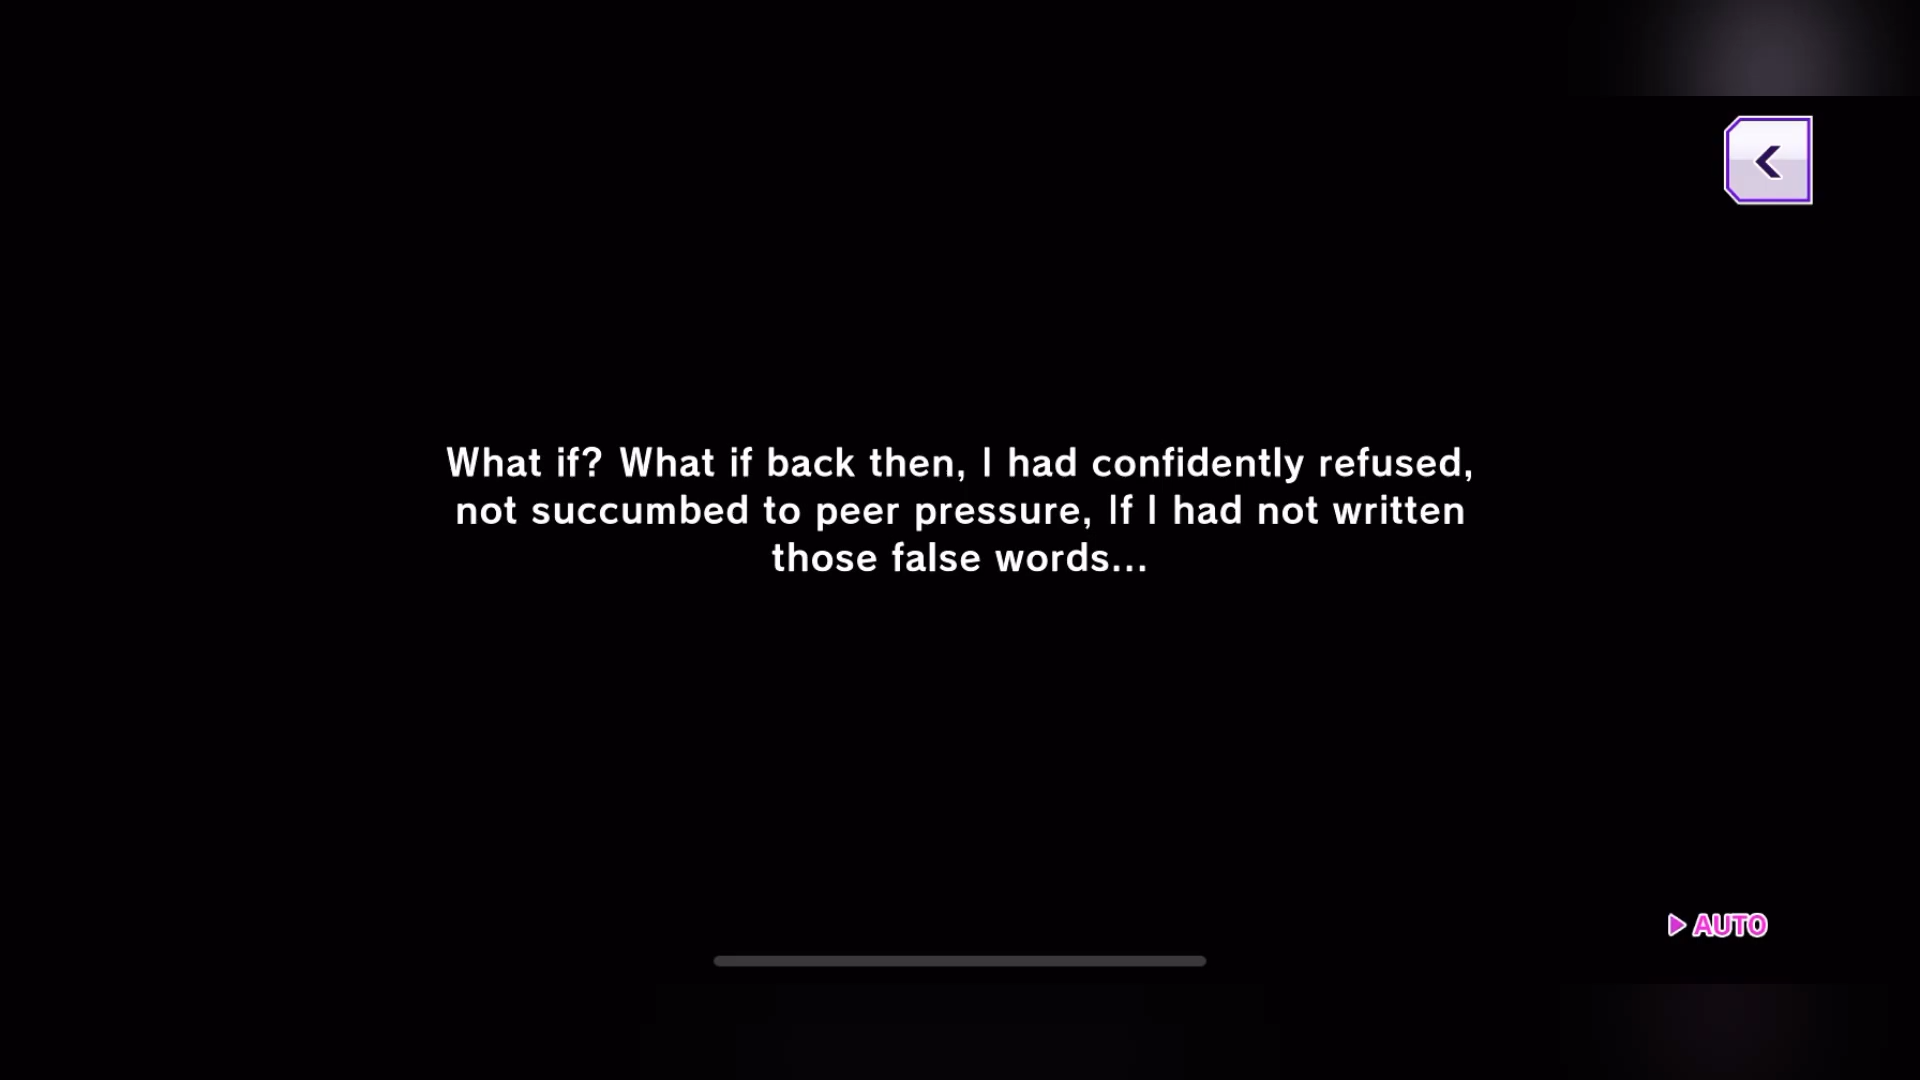 What if? What if back then, I had confidently refused,
not succumbed to peer pressure, If I had not written
those false words...
AUTO